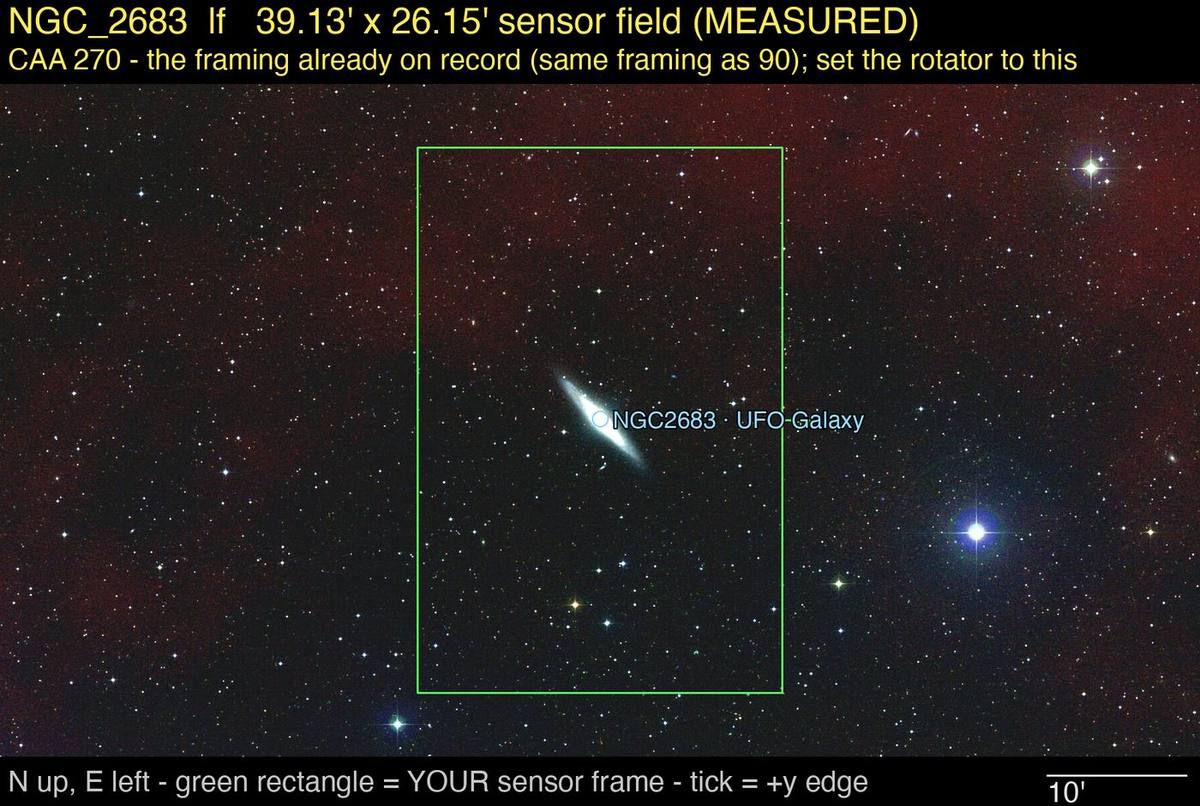 NGC_2683 lf 39.13' x 26.15' sensor field (MEASURED)
CAA 270 - the framing already on record (same framing as 90); set the rotator to this
NGC2683 · UFO Galaxy
N up, E left - green rectangle = YOUR sensor frame - tick = +y edge
10'